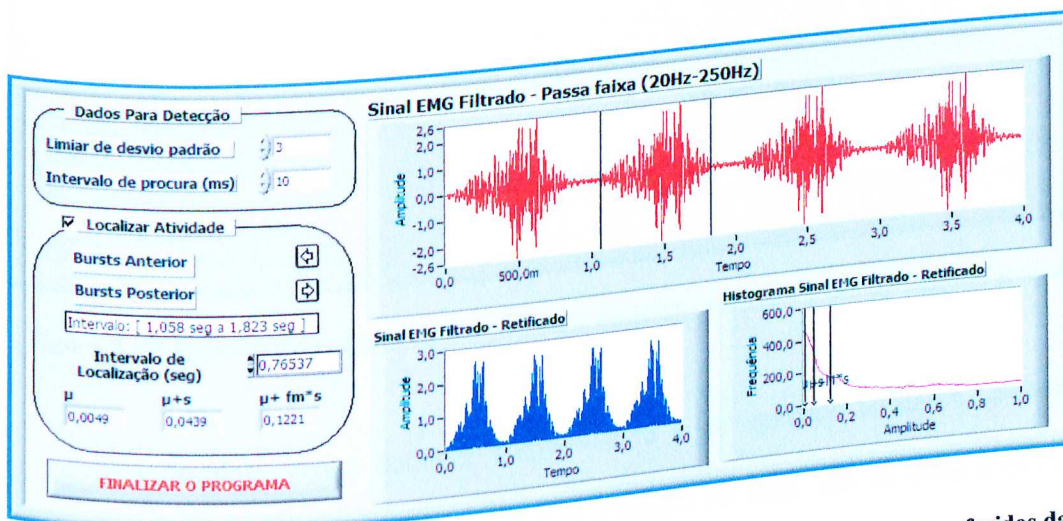 Dados Para Detecção
Limiar de desvio padrão 3
Intervalo de procura (ms) 10
Localizar Atividade
Bursts Anterior
Bursts Posterior
Intervalo: [ 1,058 seg a 1,823 seg ]
Intervalo de
Localização (seg) 0,76537
μ μ+s μ+ fm*s
0,0049 0,0439 0,1221
FINALIZAR O PROGRAMA
Sinal EMG Filtrado - Passa faixa (20Hz-250Hz)
Amplitude
2,6
2,0
1,0
0,0
-1,0
-2,0
-2,6
0,0 500,0m 1,0 1,5 2,0 2,5 3,0 3,5 4,0
Tempo
Sinal EMG Filtrado - Retificado
Amplitude
3,0
2,0
1,0
0,0
0,0 1,0 2,0 3,0 4,0
Tempo
Histograma Sinal EMG Filtrado - Retificado
Frequência
600,0
400,0
200,0
0,0
0,0 0,2 0,4 0,6 0,8 1,0
Amplitude